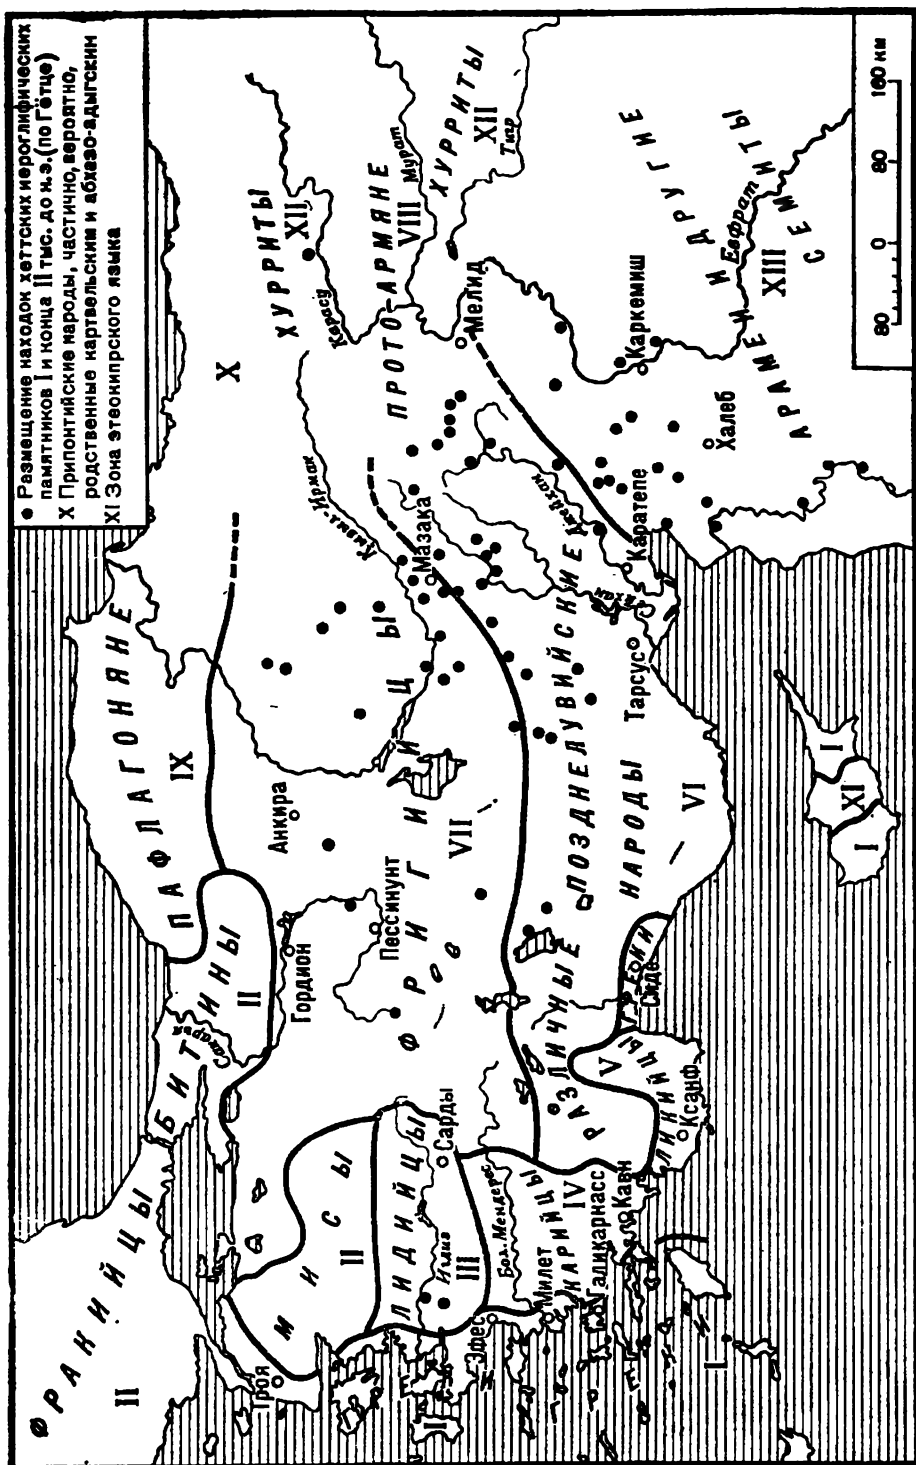 ● Размещение находок хеттских иероглифических
памятников I и конца II тыс. до н.э. (по Гётце)
X Припонтийские народы, частично, вероятно,
родственные картвельским и абхазо-адыгским
XI Зона этеокипрского языка
ФРАКИЙЦЫ
II
БИТИНЫ
II
Сакарья
ПАФЛАГОНЯНЕ
IX
X
ХУРРИТЫ
XII
Карасу
ПРОТО-АРМЯНЕ
VIII
Мурат
ХУРРИТЫ
XII
Тигр
Троя
МИСЫ
II
Гордион
Пессинунт
Анкира
Кызыл-Ирмак
Мазака
Мелид
ФРИГИЙЦЫ
VII
ЛИДИЙЦЫ
III
Сарды
I
Эфес
Бол. Мендерес
Милет
КАРИЙЦЫ
IV
Галикарнас
Кавн
ЛИКИЙЦЫ
V
Ксанф
ГРЕКИ
Сиде
I
РАЗЛИЧНЫЕ ПОЗДНЕЛУВИЙСКИЕ
НАРОДЫ
VI
Тарсус
Джейхан
Каратепе
Каркемиш
Халеб
АРАМЕИ И ДРУГИЕ
СЕМИТЫ
XIII
Евфрат
I
XI
I
80 0 80 160 км